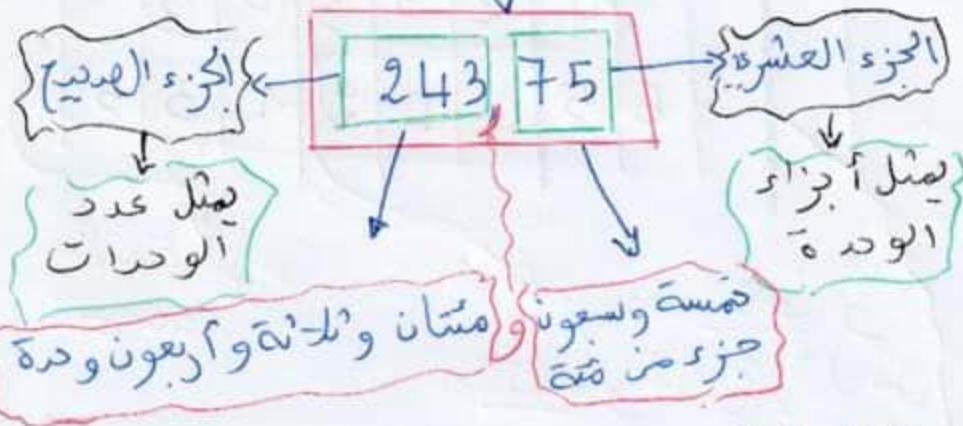 الجزء العشري
243,75
الجزء الصحيح
يمثل أجزاء
الوحدة
يمثل عدد
الوحدات
خمسة وسبعون
جزء من مئة
و
مئتان وثلاثة وأربعون وحدة